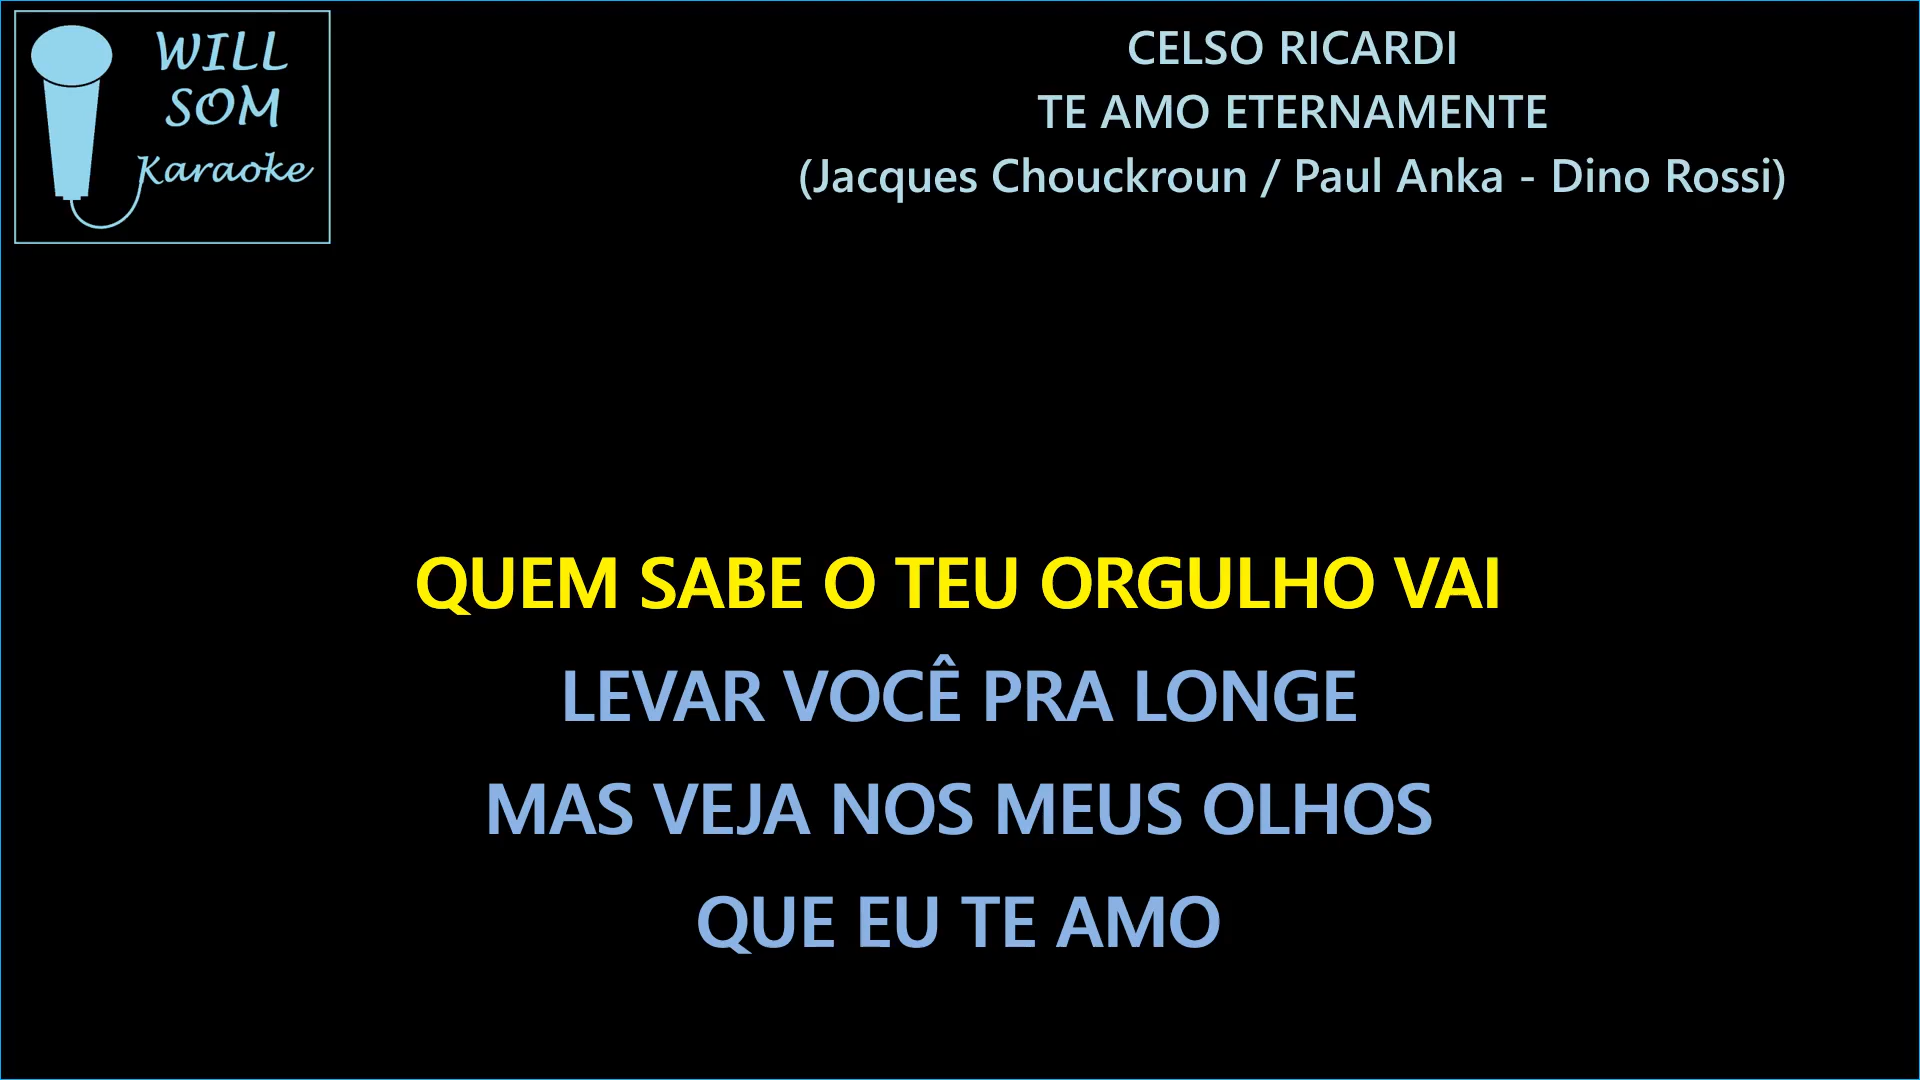 WILL
SOM
Karaoke
CELSO RICARDI
TE AMO ETERNAMENTE
(Jacques Chouckroun / Paul Anka - Dino Rossi)
QUEM SABE O TEU ORGULHO VAI
LEVAR VOCÊ PRA LONGE
MAS VEJA NOS MEUS OLHOS
QUE EU TE AMO